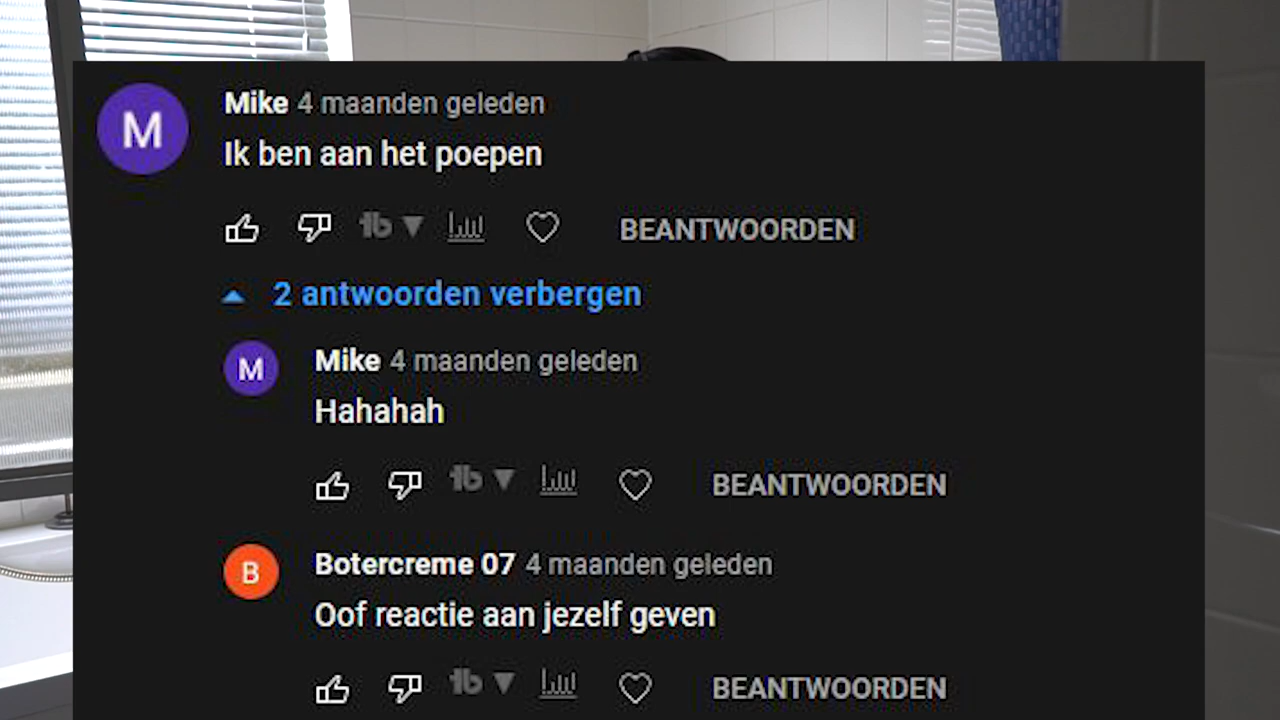 M
Mike 4 maanden geleden
Ik ben aan het poepen
BEANTWOORDEN
2 antwoorden verbergen
M
Mike 4 maanden geleden
Hahahah
BEANTWOORDEN
B
Botercreme 07 4 maanden geleden
Oof reactie aan jezelf geven
BEANTWOORDEN